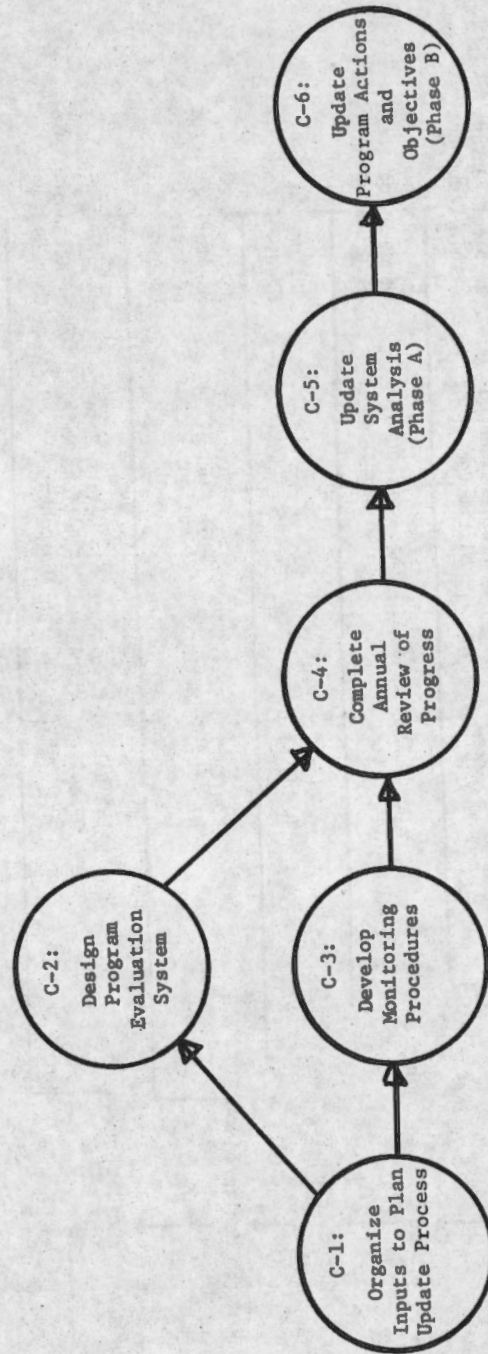 C-1:
Organize
Inputs to Plan
Update Process
C-2:
Design
Program
Evaluation
System
C-3:
Develop
Monitoring
Procedures
C-4:
Complete
Annual
Review of
Progress
C-5:
Update
System
Analysis
(Phase A)
C-6:
Update
Program Actions
and
Objectives
(Phase B)